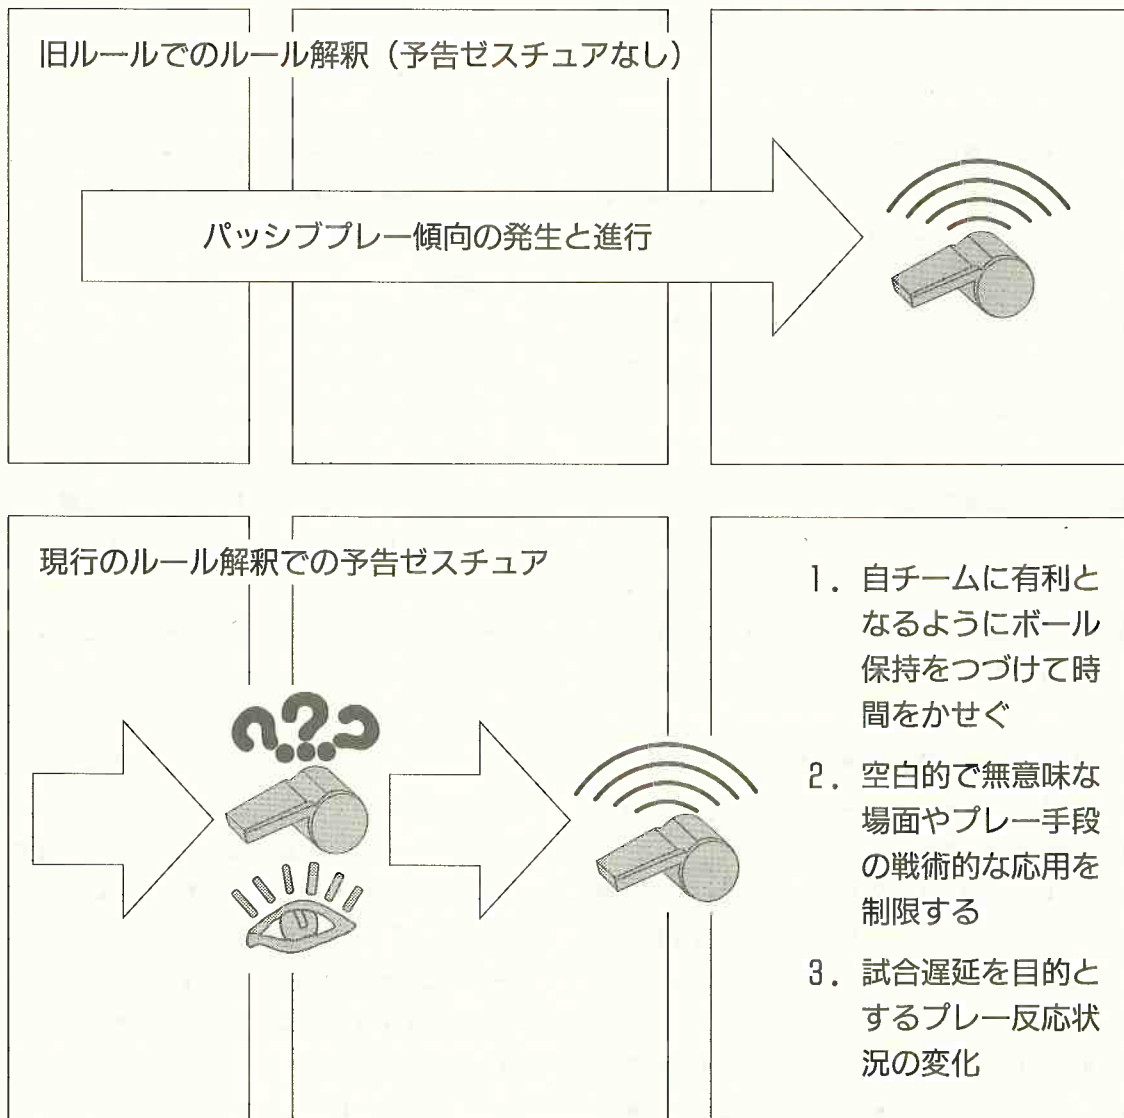 旧ルールでのルール解釈（予告ゼスチュアなし）
パッシブプレー傾向の発生と進行
現行のルール解釈での予告ゼスチュア
???
1．自チームに有利と
なるようにボール
保持をつづけて時
間をかせぐ
2．空白的で無意味な
場面やプレー手段
の戦術的な応用を
制限する
3．試合遅延を目的と
するプレー反応状
況の変化